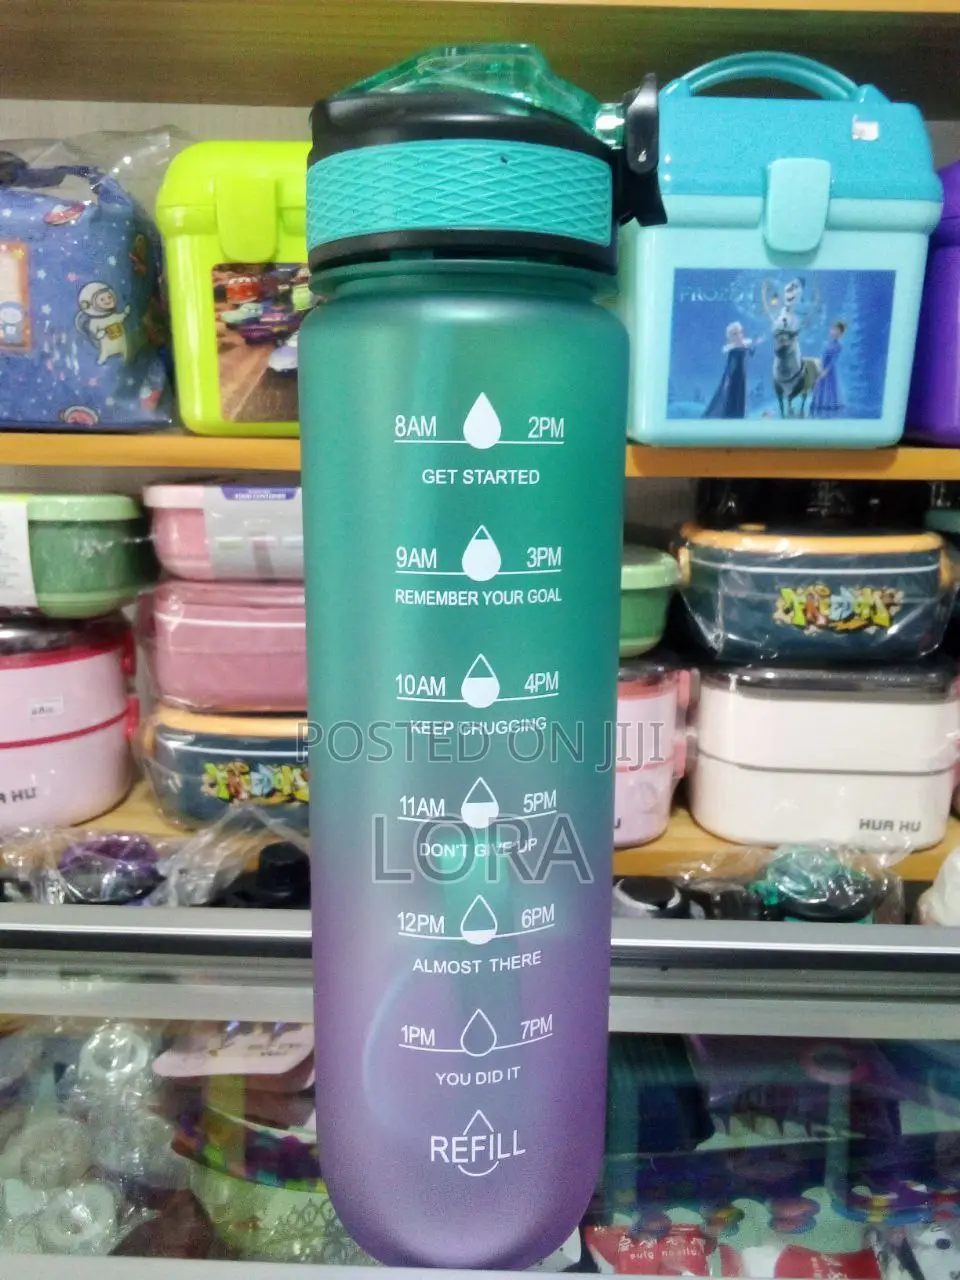 FROZEN
8AM 2PM
GET STARTED
9AM 3PM
REMEMBER YOUR GOAL
10AM 4PM
KEEP CHUGGING
POSTED ON JIJI
11AM 5PM
DON'T GIVE UP
LORA
HUA HU
12PM 6PM
ALMOST THERE
1PM 7PM
YOU DID IT
REFILL